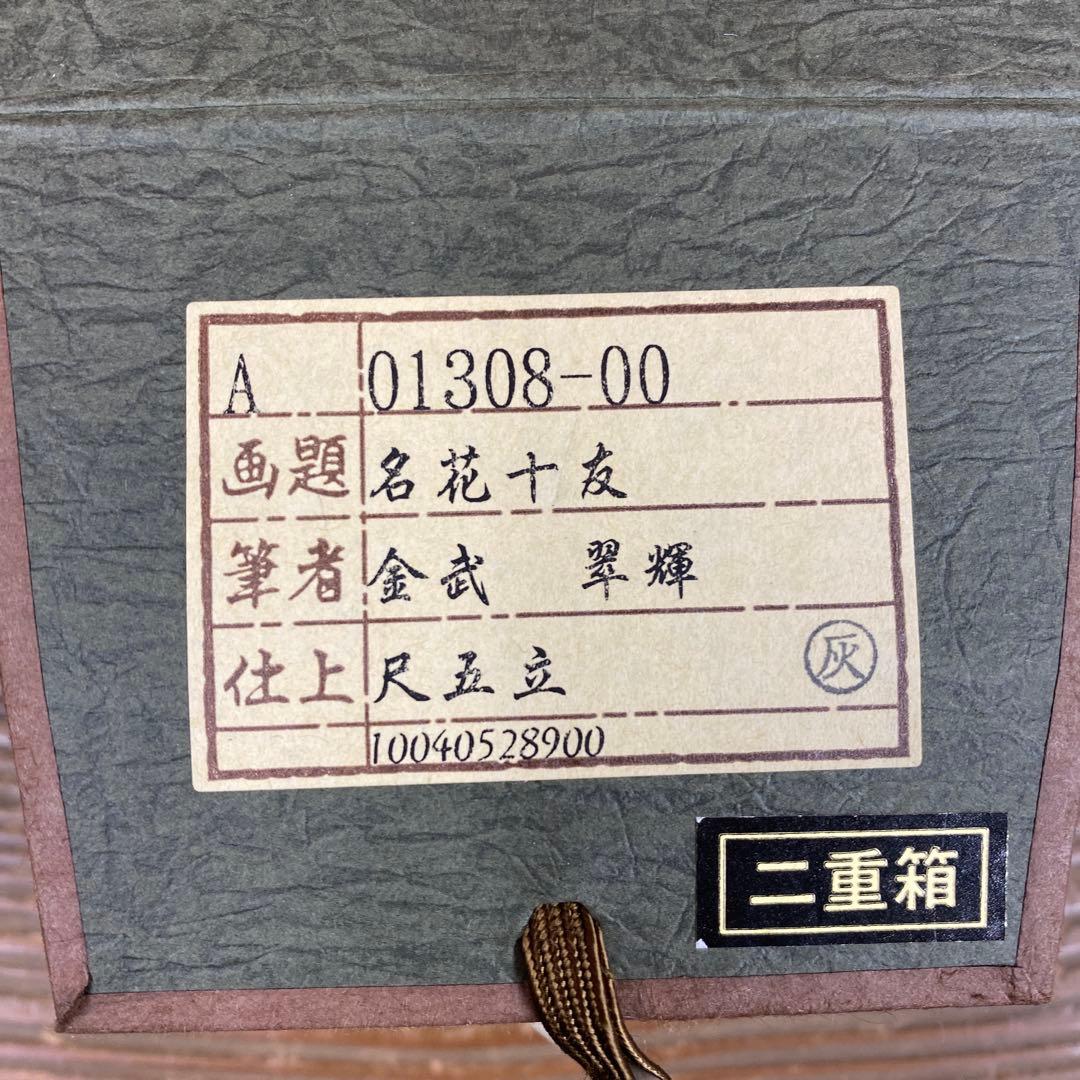 A 01308-00
画題 名花十友
筆者 金武 翠輝
仕上 尺五立 灰
10040528900
二重箱